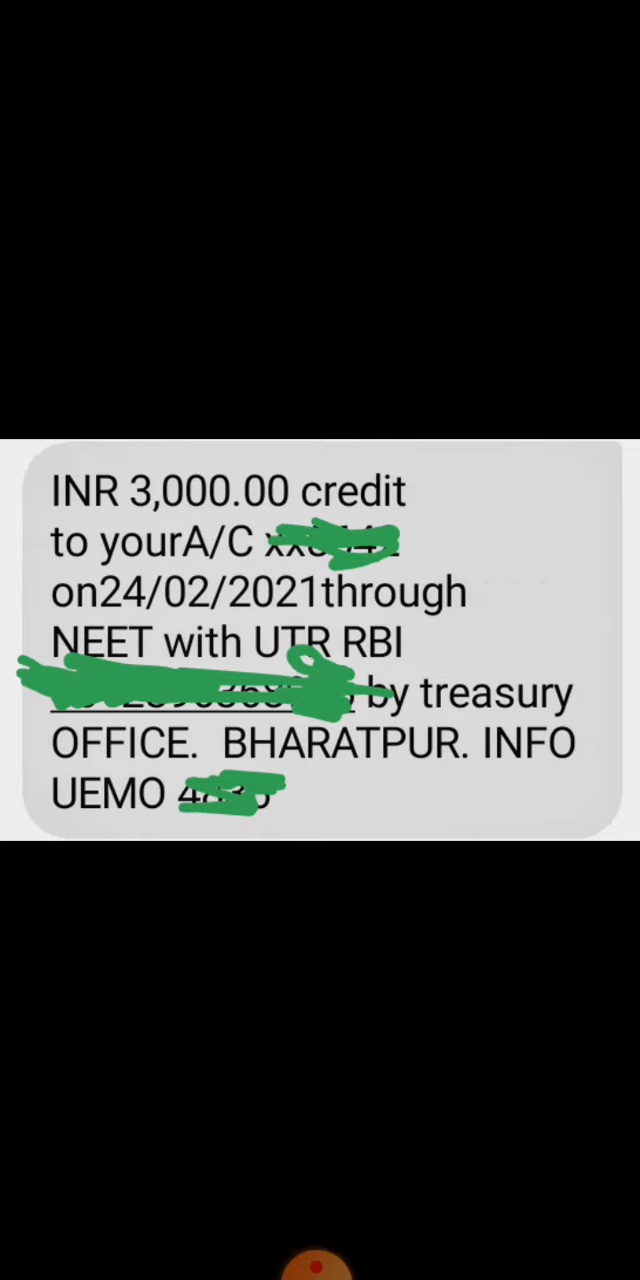 INR 3,000.00 credit
to yourA/C
on24/02/2021through
NEET with UTR RBI
by treasury
OFFICE. BHARATPUR. INFO
UEMO